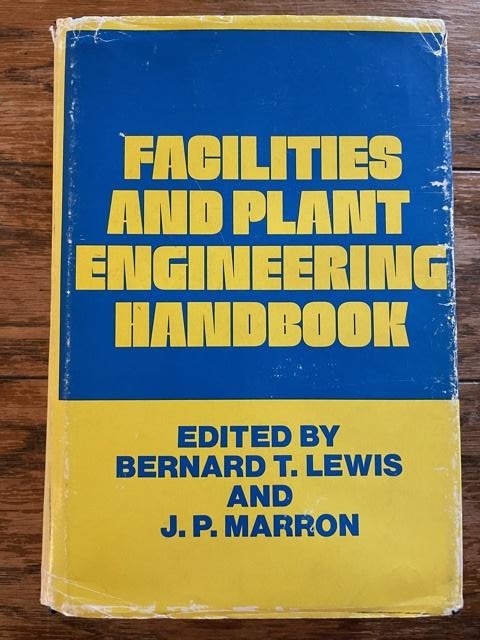 FACILITIES
AND PLANT
ENGINEERING
HANDBOOK
EDITED BY
BERNARD T. LEWIS
AND
J. P. MARRON